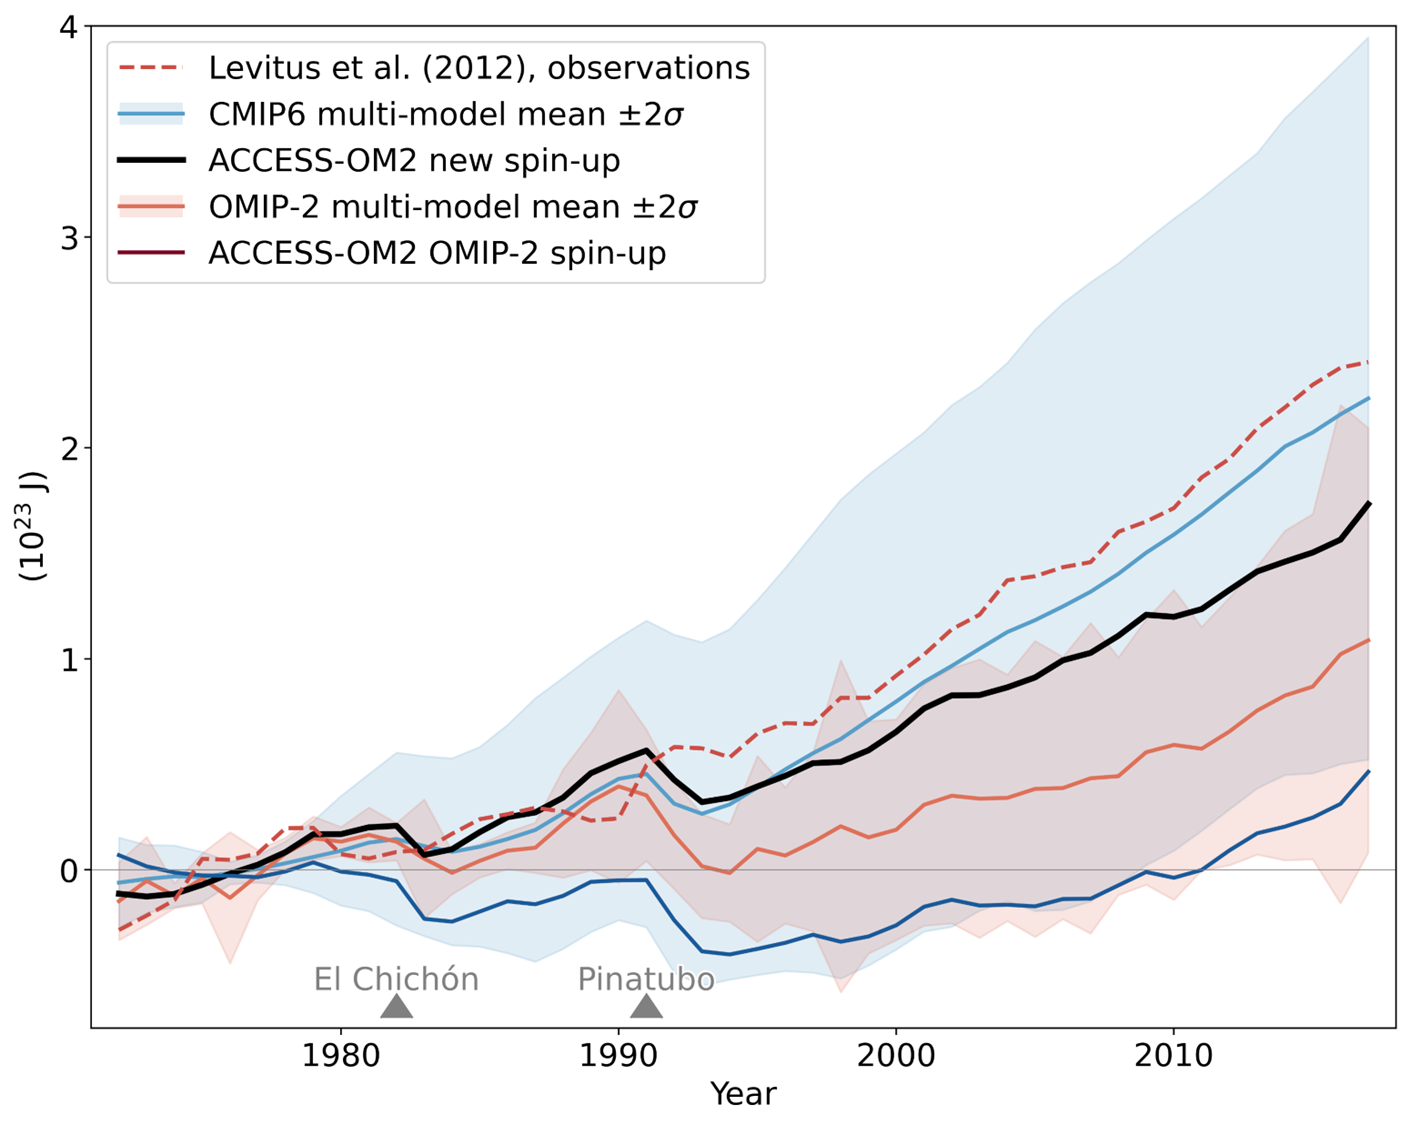 4
Levitus et al. (2012), observations
CMIP6 multi-model mean ±2σ
ACCESS-OM2 new spin-up
OMIP-2 multi-model mean ±2σ
ACCESS-OM2 OMIP-2 spin-up
3
2
(10²³ J)
1
0
El Chichón Pinatubo
1980 1990 2000 2010
Year